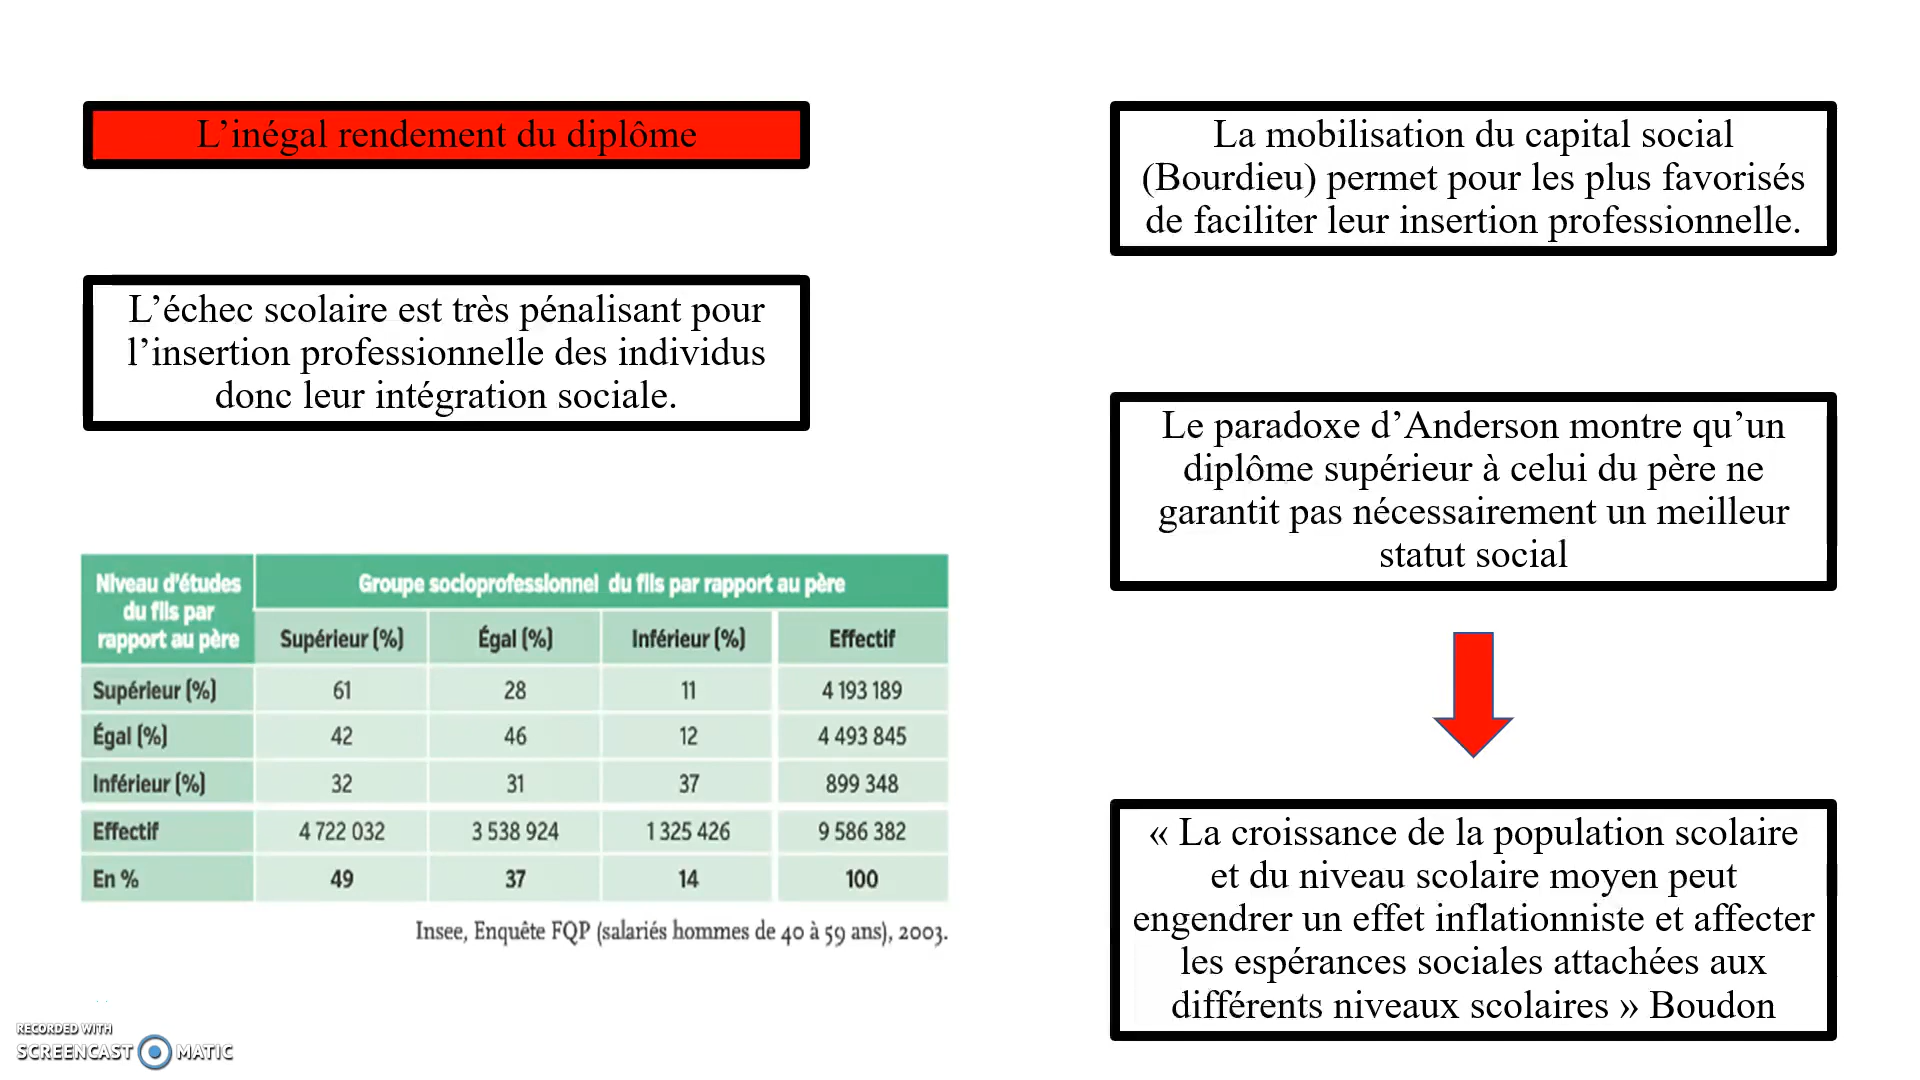 L’inégal rendement du diplôme
L’échec scolaire est très pénalisant pour
l’insertion professionnelle des individus
donc leur intégration sociale.
Niveau d'études
du fils par
rapport au père
Groupe socioprofessionnel du fils par rapport au père
Supérieur (%) Égal (%) Inférieur (%) Effectif
Supérieur (%) 61 28 11 4 193 189
Égal (%) 42 46 12 4 493 845
Inférieur (%) 32 31 37 899 348
Effectif 4 722 032 3 538 924 1 325 426 9 586 382
En % 49 37 14 100
Insee, Enquête FQP (salariés hommes de 40 à 59 ans), 2003.
La mobilisation du capital social
(Bourdieu) permet pour les plus favorisés
de faciliter leur insertion professionnelle.
Le paradoxe d’Anderson montre qu’un
diplôme supérieur à celui du père ne
garantit pas nécessairement un meilleur
statut social
« La croissance de la population scolaire
et du niveau scolaire moyen peut
engendrer un effet inflationniste et affecter
les espérances sociales attachées aux
différents niveaux scolaires » Boudon
RECORDED WITH
SCREENCAST MATIC